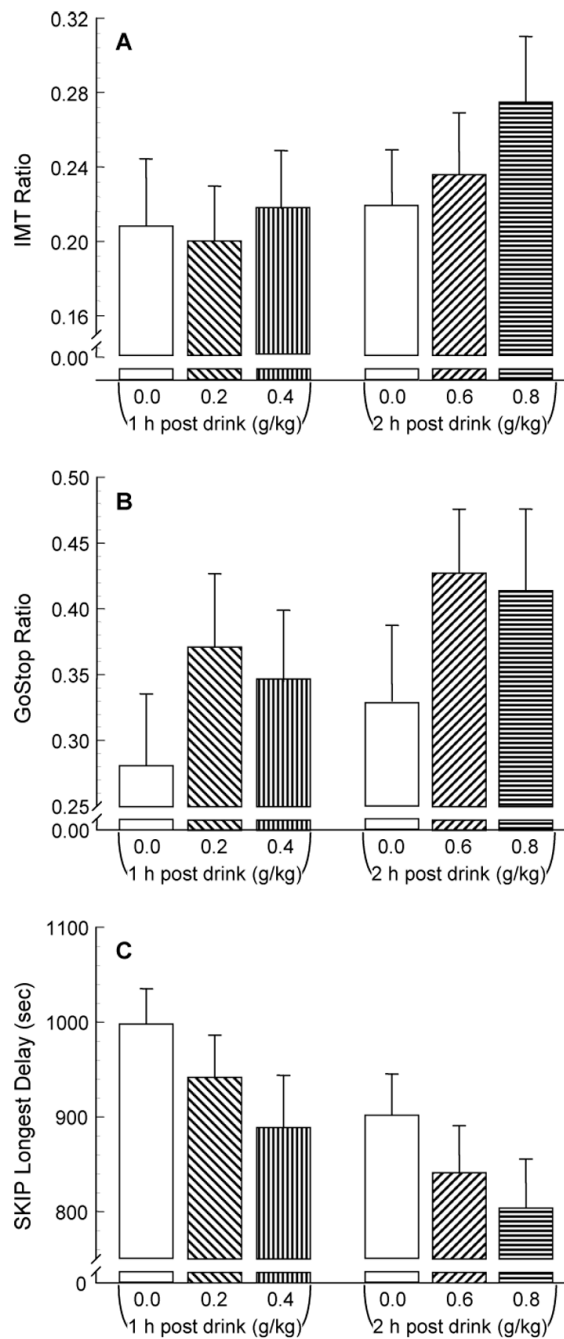 A
IMT Ratio
0.32
0.28
0.24
0.20
0.16
0.00
0.0 0.2 0.4 0.0 0.6 0.8
1 h post drink (g/kg) 2 h post drink (g/kg)
B
GoStop Ratio
0.50
0.45
0.40
0.35
0.30
0.25
0.00
0.0 0.2 0.4 0.0 0.6 0.8
1 h post drink (g/kg) 2 h post drink (g/kg)
C
SKIP Longest Delay (sec)
1100
1000
900
800
0
0.0 0.2 0.4 0.0 0.6 0.8
1 h post drink (g/kg) 2 h post drink (g/kg)